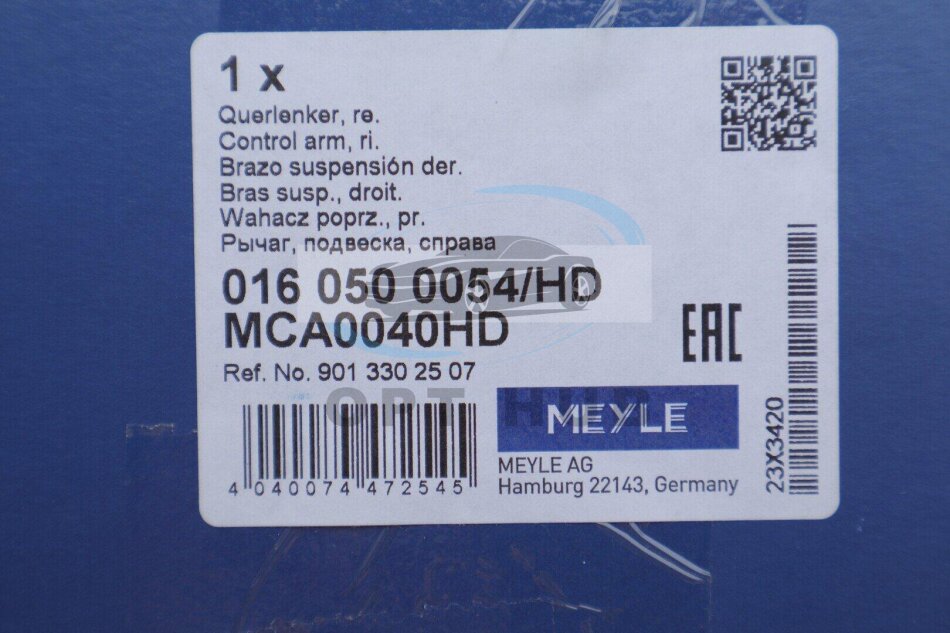 1 x
Querlenker, re.
Control arm, ri.
Brazo suspensión der.
Bras susp., droit.
Wahacz poprz., pr.
Рычаг, подвеска, справа
016 050 0054/HD
MCA0040HD
EAC
Ref. No. 901 330 25 07
OPT HUB
MEYLE
MEYLE AG
Hamburg 22143, Germany
4 040074 472545
23X3420